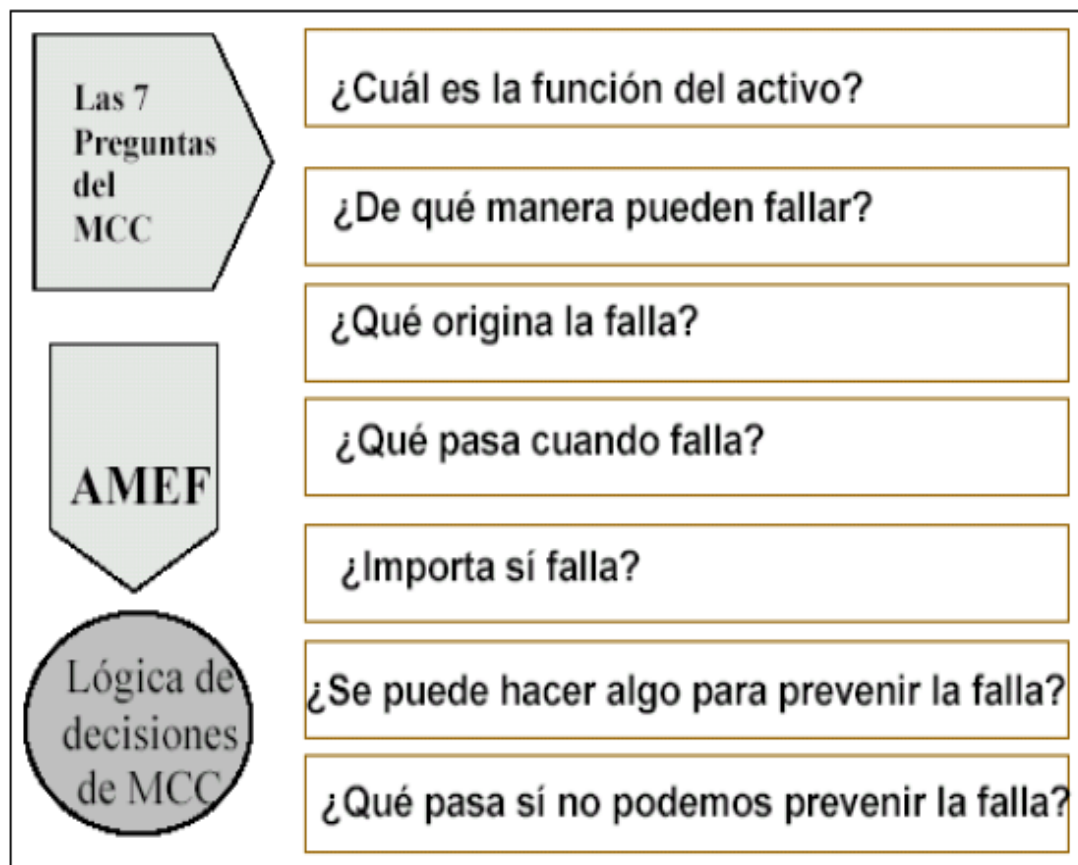 Las 7
Preguntas
del
MCC
¿Cuál es la función del activo?
¿De qué manera pueden fallar?
¿Qué origina la falla?
AMEF
¿Qué pasa cuando falla?
¿Importa sí falla?
Lógica de
decisiones
de MCC
¿Se puede hacer algo para prevenir la falla?
¿Qué pasa sí no podemos prevenir la falla?